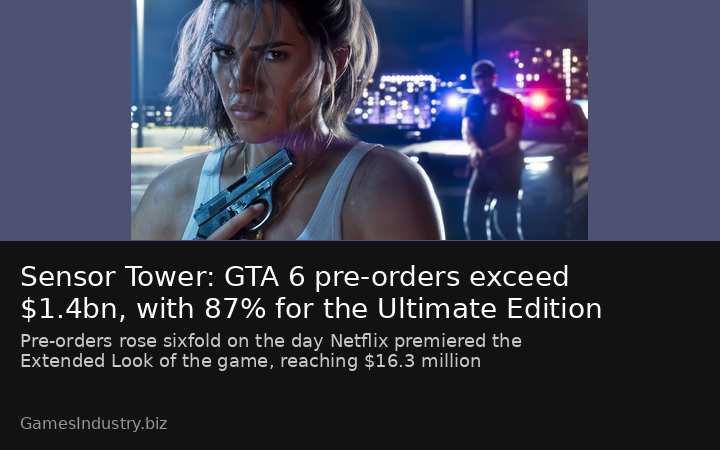 Sensor Tower: GTA 6 pre-orders exceed
$1.4bn, with 87% for the Ultimate Edition
Pre-orders rose sixfold on the day Netflix premiered the
Extended Look of the game, reaching $16.3 million
GamesIndustry.biz